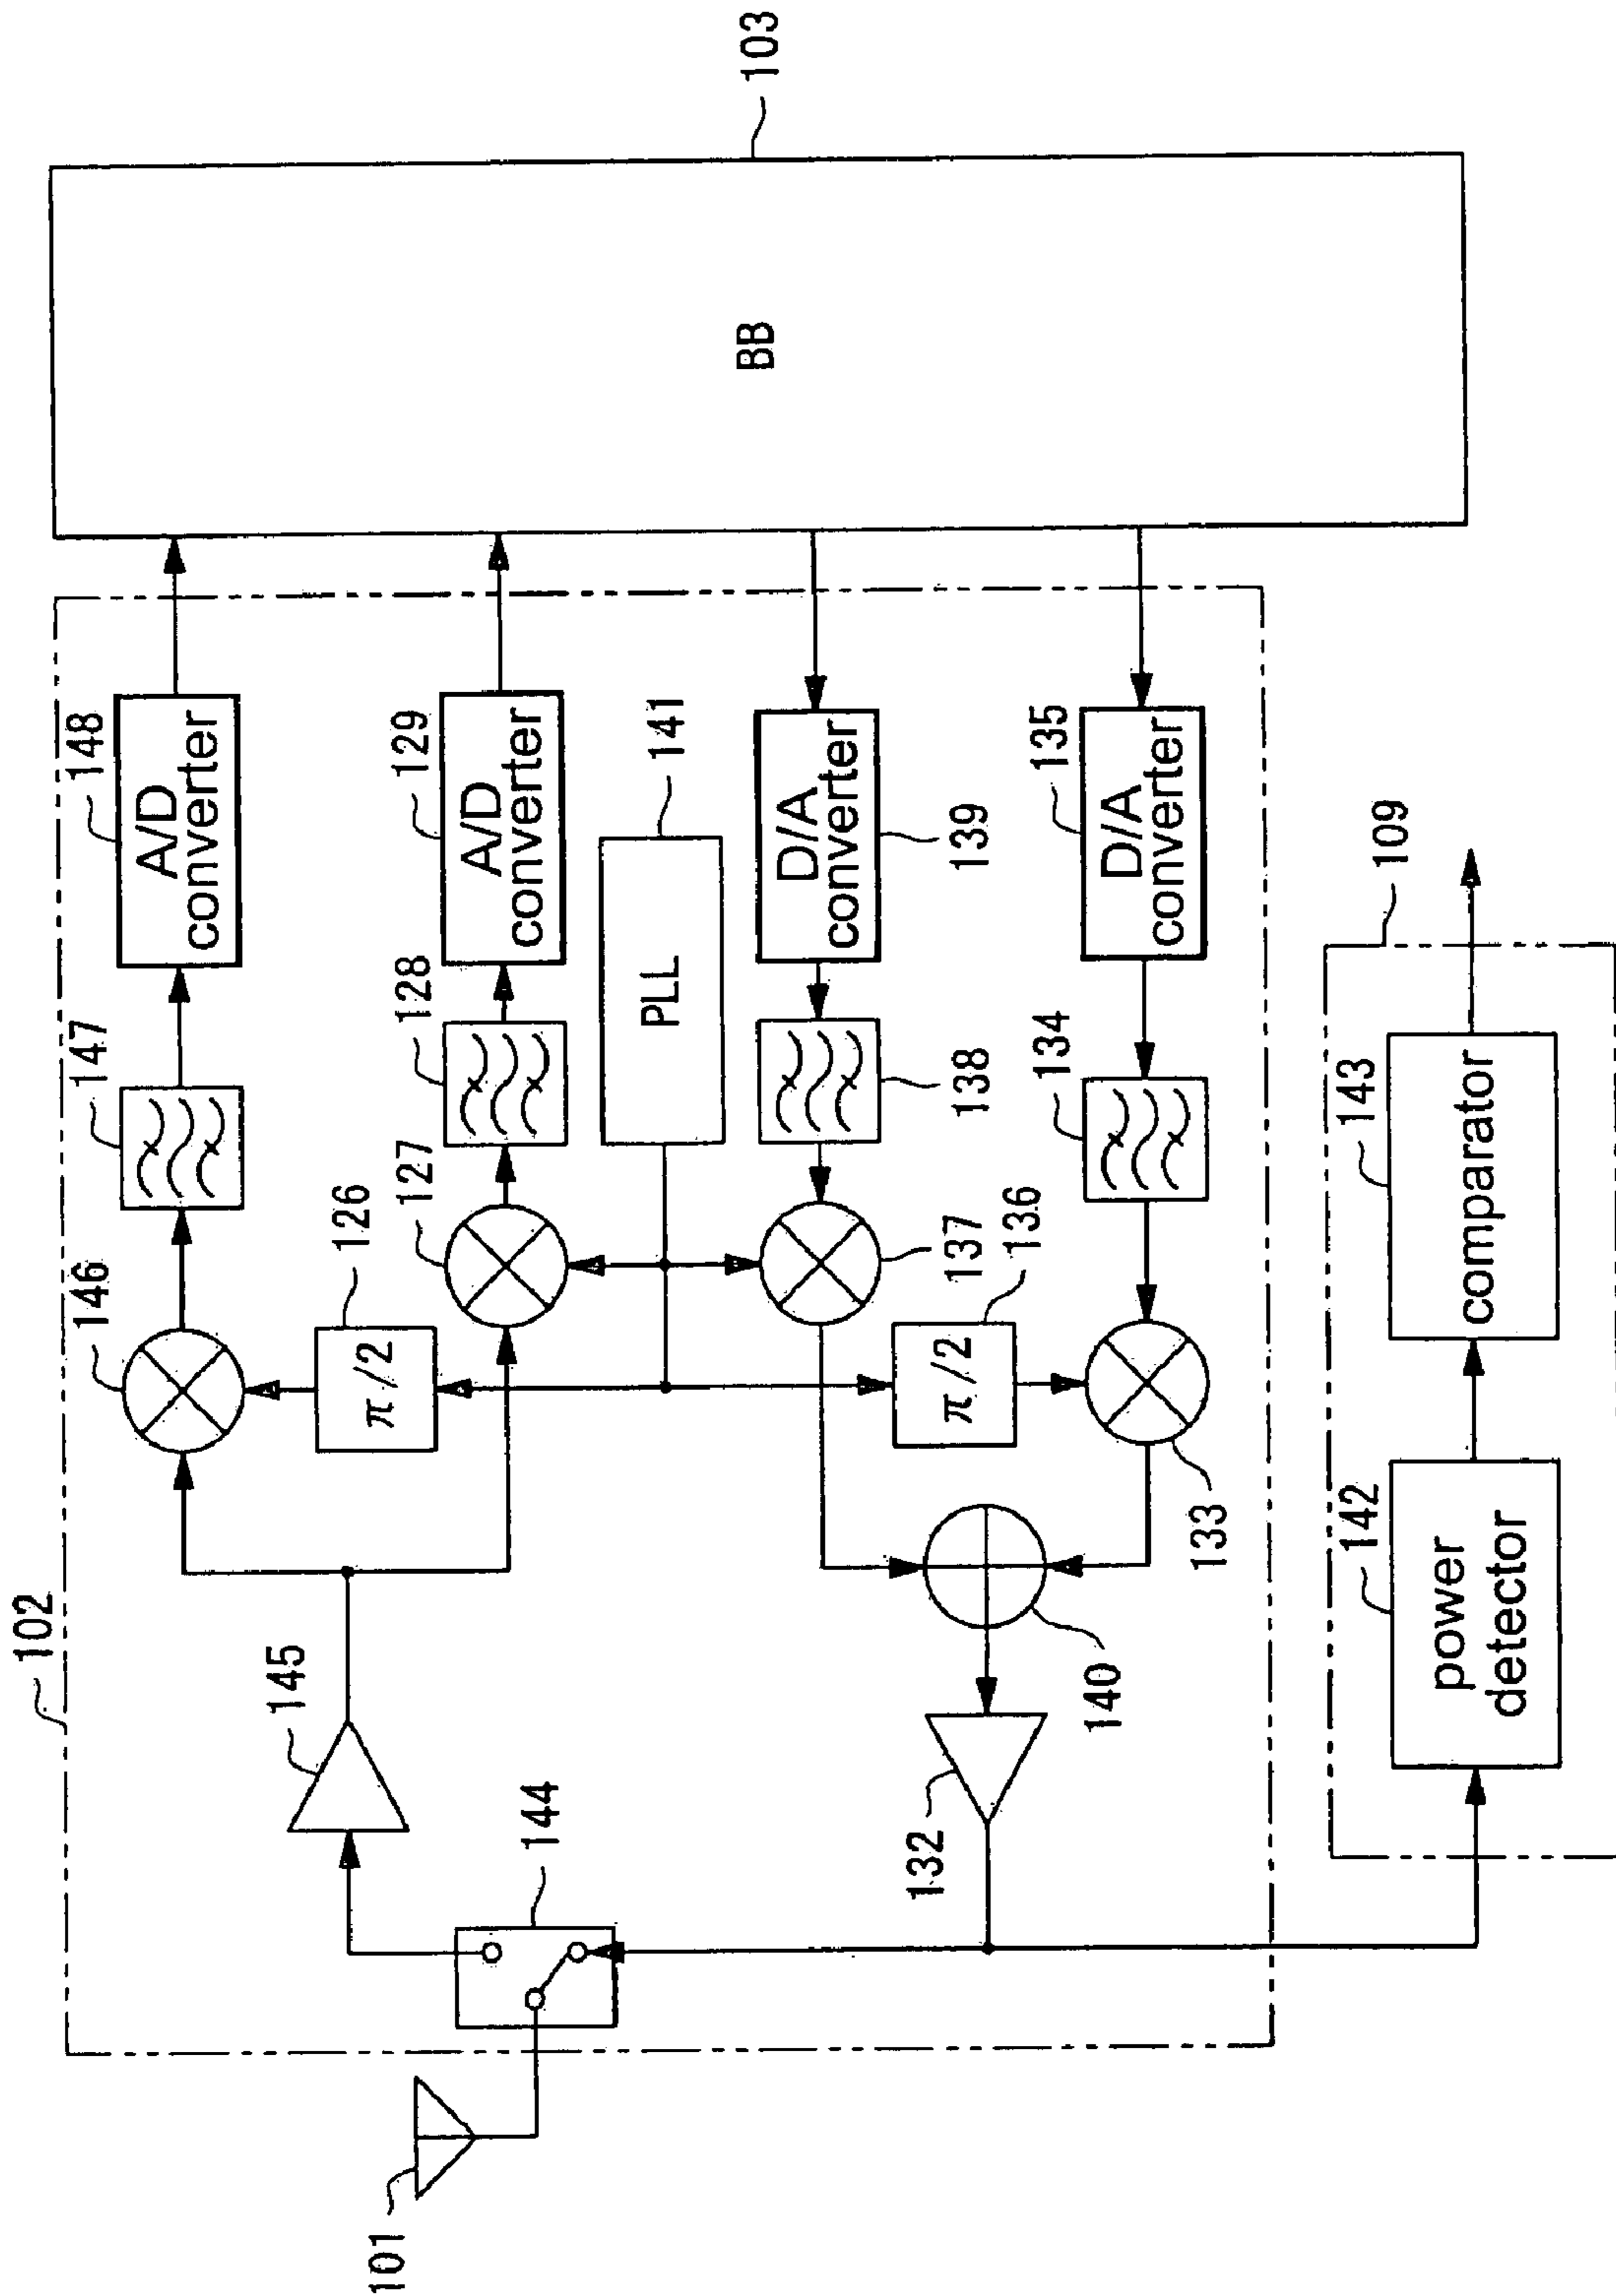 102
101
144
145
146
147
148
A/D
converter
126
π/2
127
128
129
A/D
converter
PLL
141
BB
103
132
140
137
138
D/A
converter
139
π/2
136
133
134
D/A
converter
135
109
142
power
detector
143
comparator